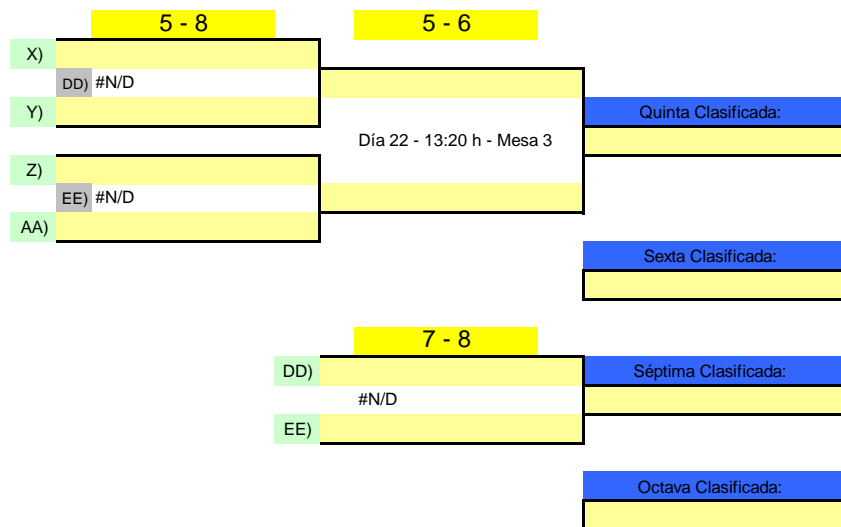 5 - 8
5 - 6
X)
DD) #N/D
Y)
Quinta Clasificada:
Día 22 - 13:20 h - Mesa 3
Z)
EE) #N/D
AA)
Sexta Clasificada:
7 - 8
DD)
Séptima Clasificada:
#N/D
EE)
Octava Clasificada: